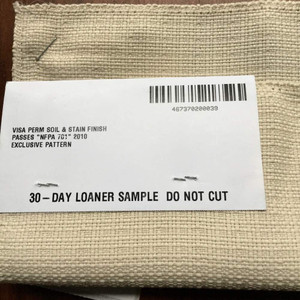 467370200039
VISA PERM SOIL & STAIN FINISH
PASSES "NFPA 701" 2010
EXCLUSIVE PATTERN
30-DAY LOANER SAMPLE DO NOT CUT